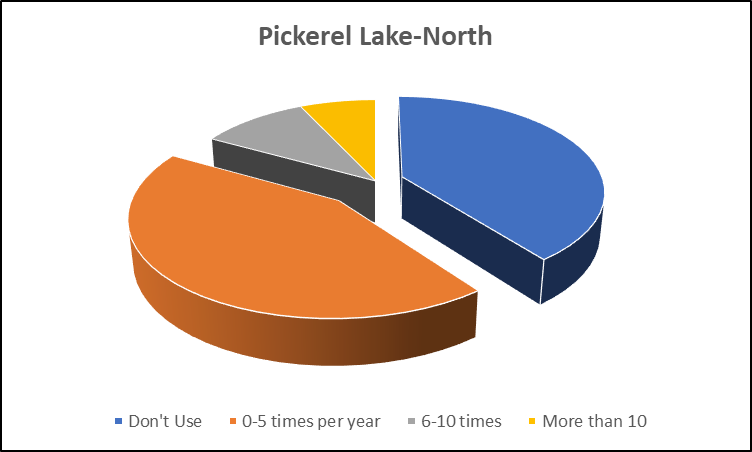 Pickerel Lake-North
Don't Use 0-5 times per year 6-10 times More than 10